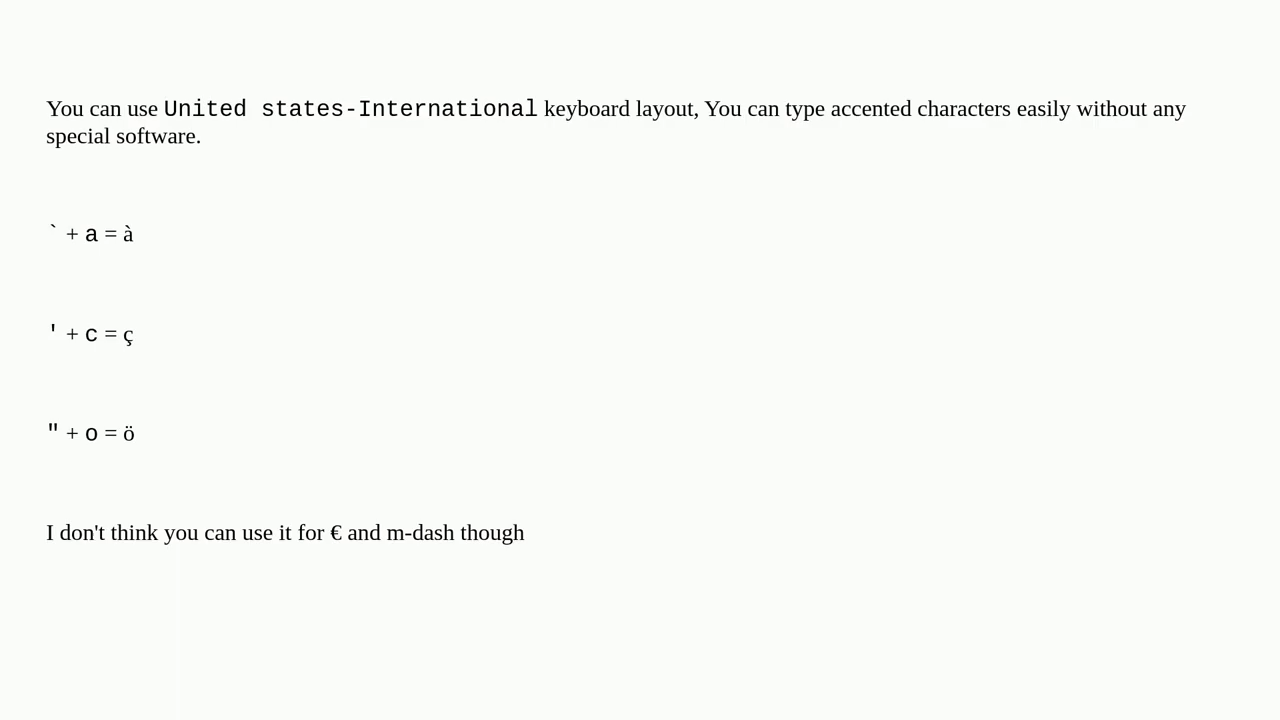 You can use United states-International keyboard layout, You can type accented characters easily without any
special software.
` + a = à
' + c = ç
" + o = ö
I don't think you can use it for € and m-dash though